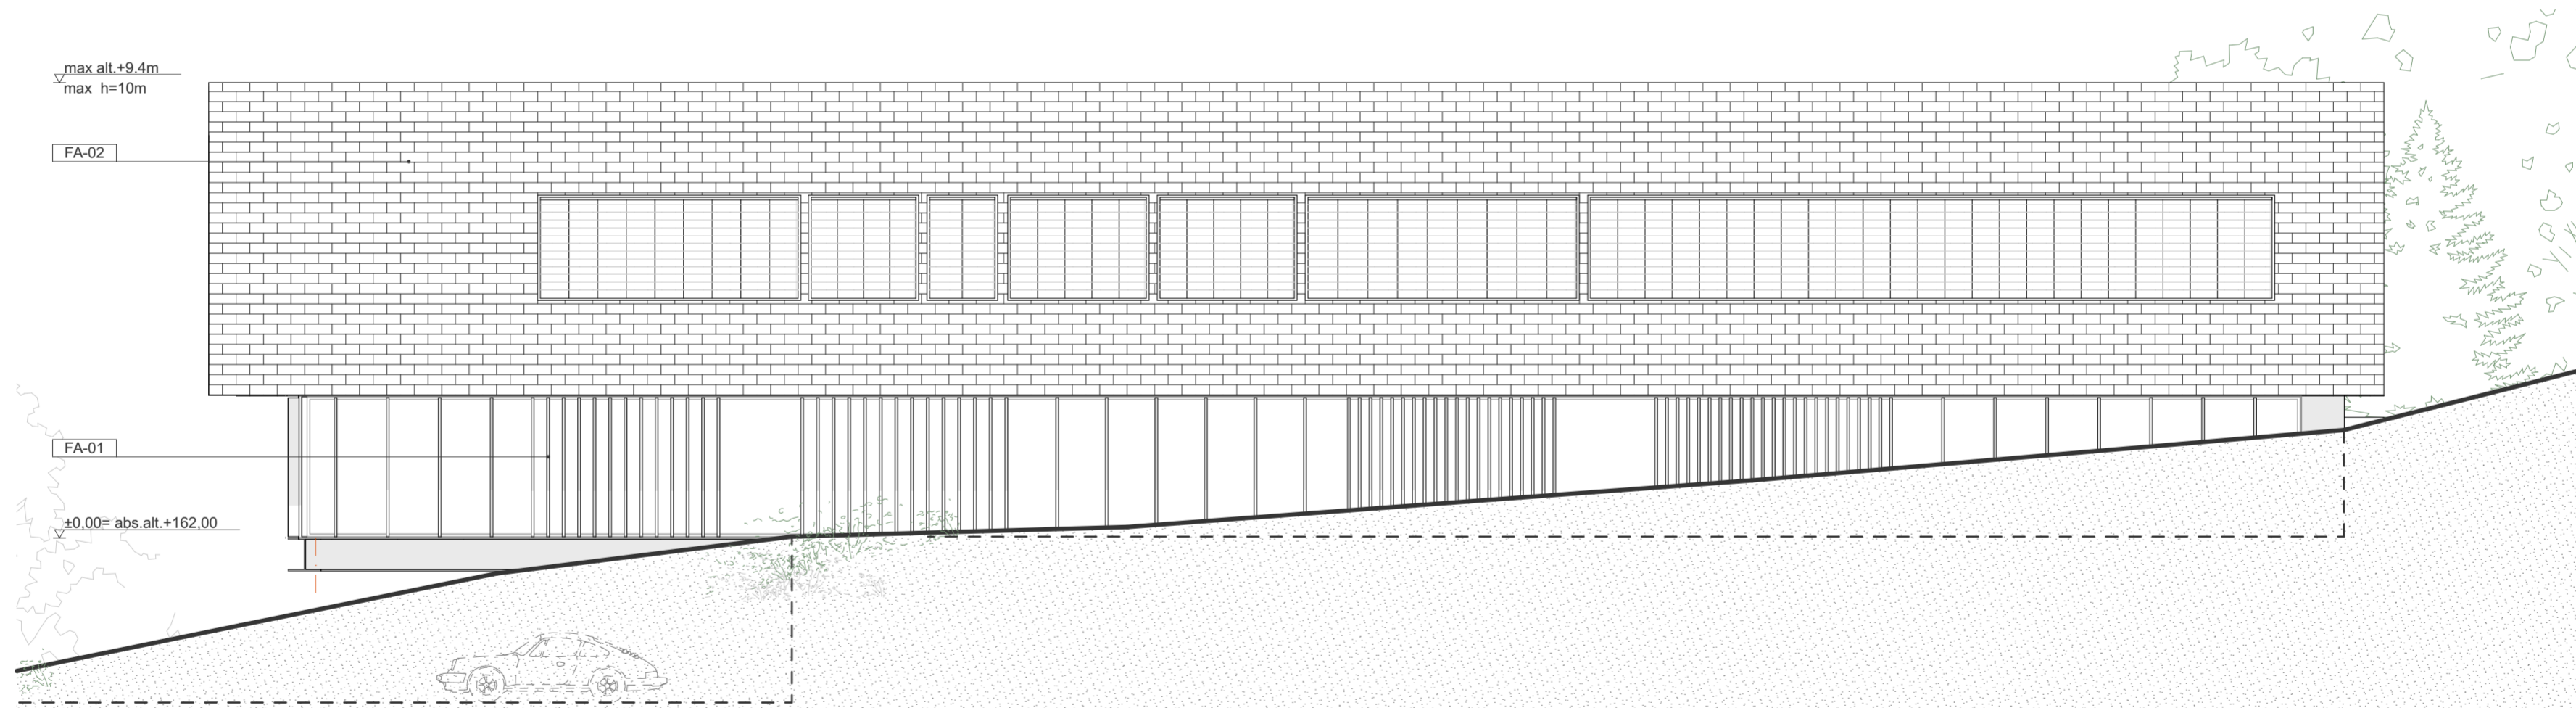 max alt.+9.4m
max h=10m
FA-02
FA-01
±0,00= abs.alt.+162,00